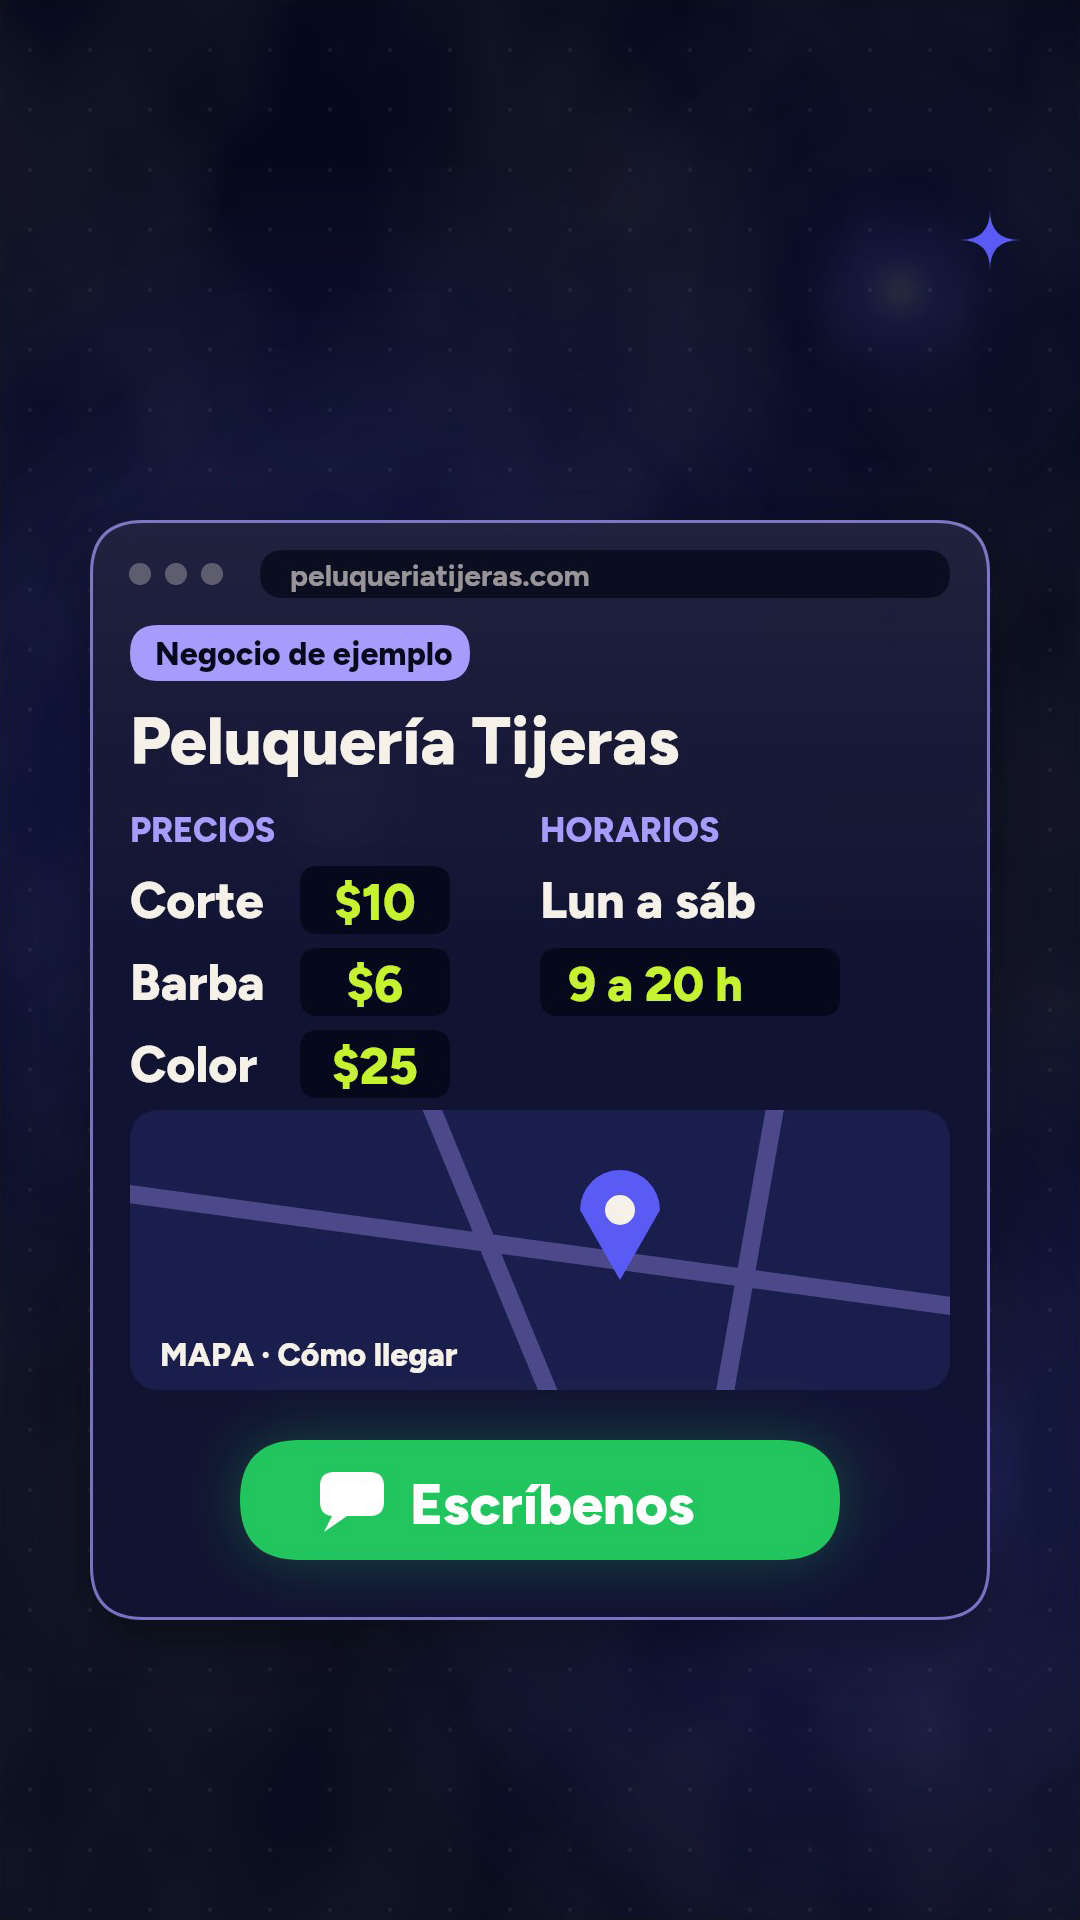 peluqueriatijeras.com
Negocio de ejemplo
Peluquería Tijeras
PRECIOS
Corte $10
Barba $6
Color $25
HORARIOS
Lun a sáb
9 a 20 h
MAPA · Cómo llegar
Escríbenos